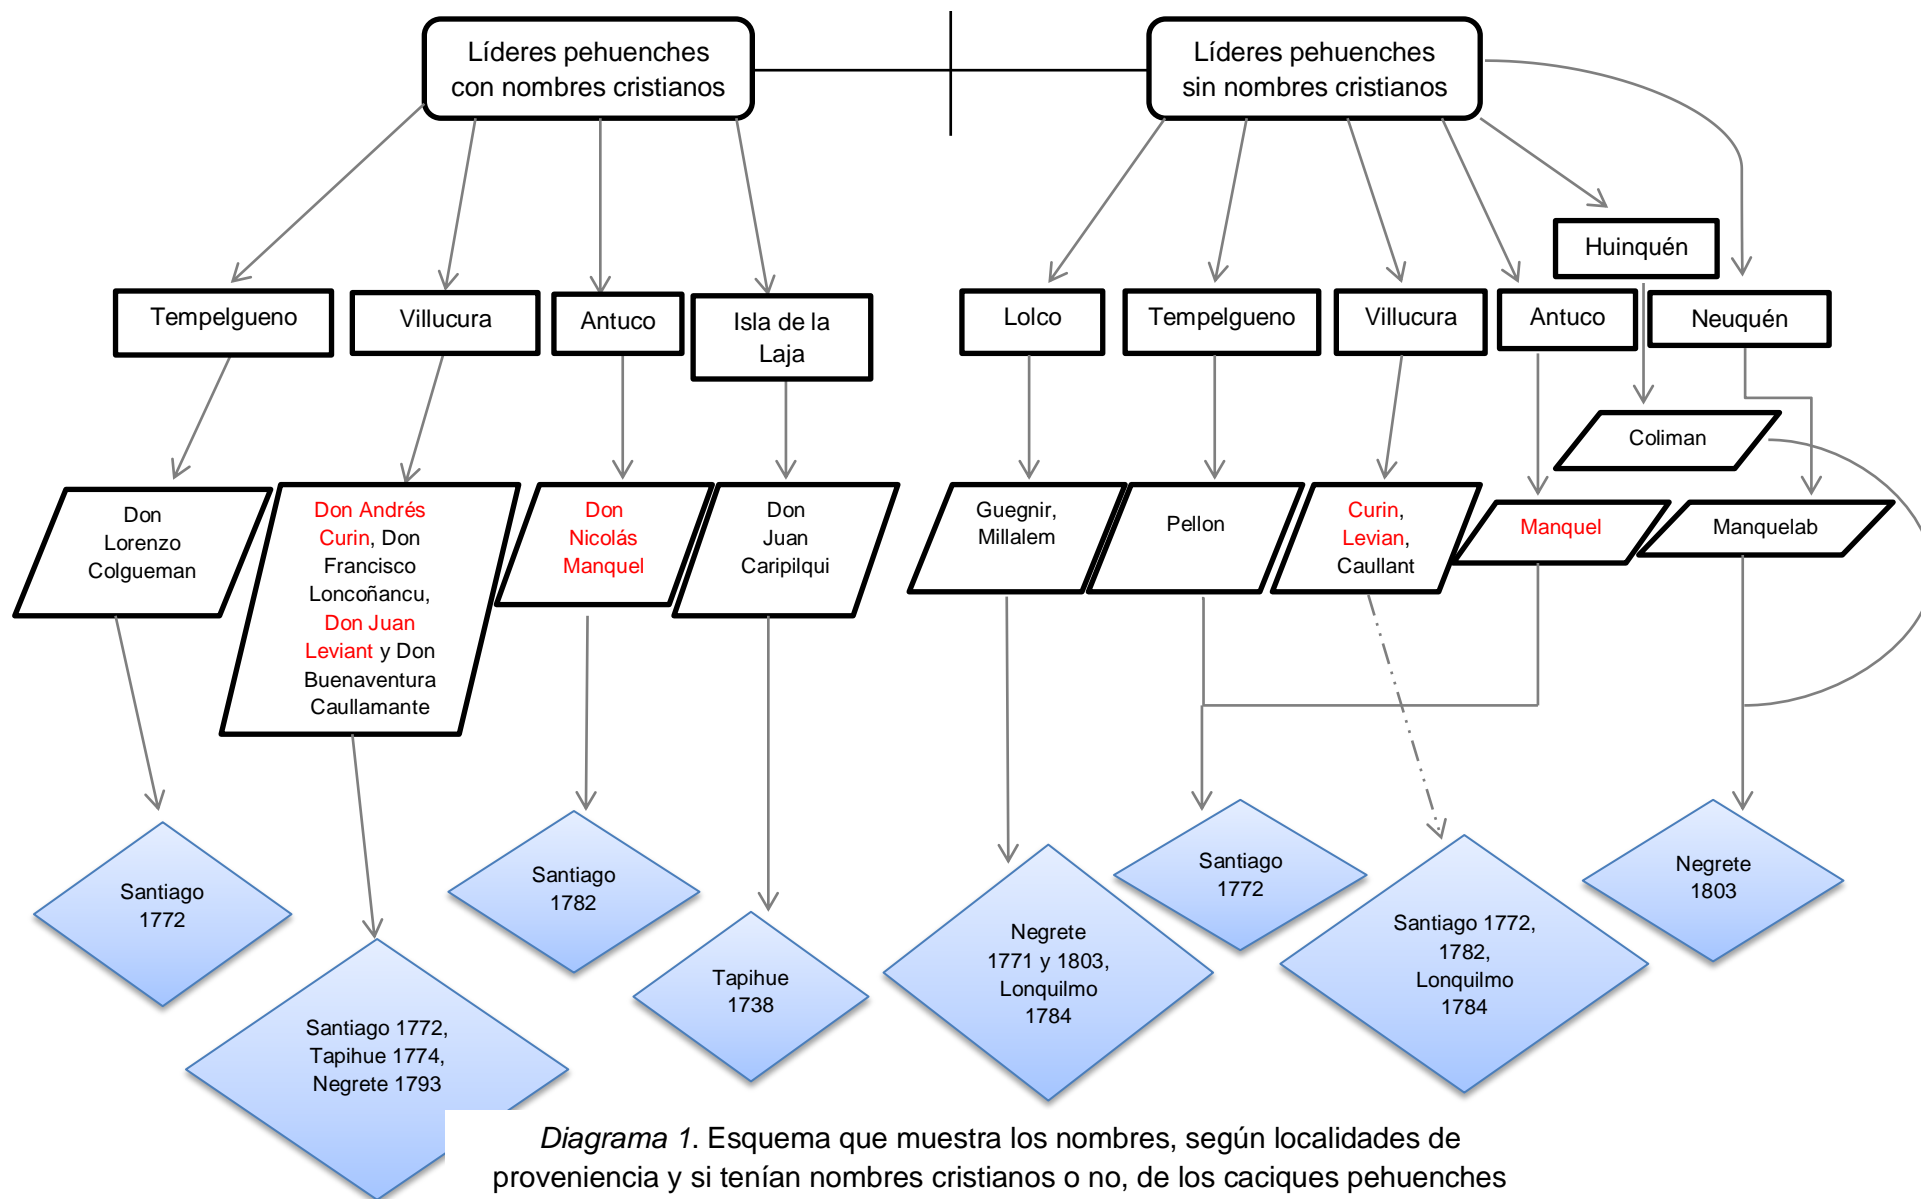 Líderes pehuenches
con nombres cristianos
Líderes pehuenches
sin nombres cristianos
Tempelgueno
Villucura
Antuco
Isla de la
Laja
Lolco
Tempelgueno
Villucura
Antuco
Huinquén
Neuquén
Don
Lorenzo
Colgueman
Don Andrés
Curin, Don
Francisco
Loncoñancu,
Don Juan
Leviant y Don
Buenaventura
Caullamante
Don
Nicolás
Manquel
Don
Juan
Caripilqui
Guegnir,
Millalem
Pellon
Curin,
Levian,
Caullant
Manquel
Coliman
Manquelab
Santiago
1772
Santiago 1772,
Tapihue 1774,
Negrete 1793
Santiago
1782
Tapihue
1738
Negrete
1771 y 1803,
Lonquilmo
1784
Santiago
1772
Santiago 1772,
1782,
Lonquilmo
1784
Negrete
1803
Diagrama 1. Esquema que muestra los nombres, según localidades de
proveniencia y si tenían nombres cristianos o no, de los caciques pehuenches